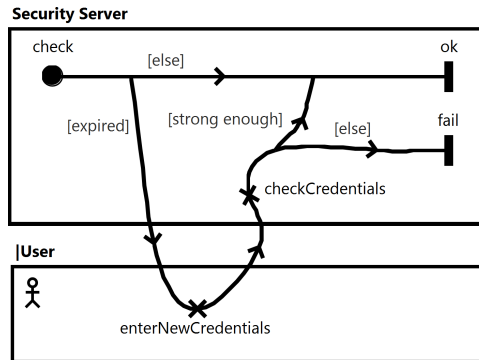 Security Server
check
ok
[else]
[expired]
[strong enough]
[else]
fail
checkCredentials
|User
enterNewCredentials